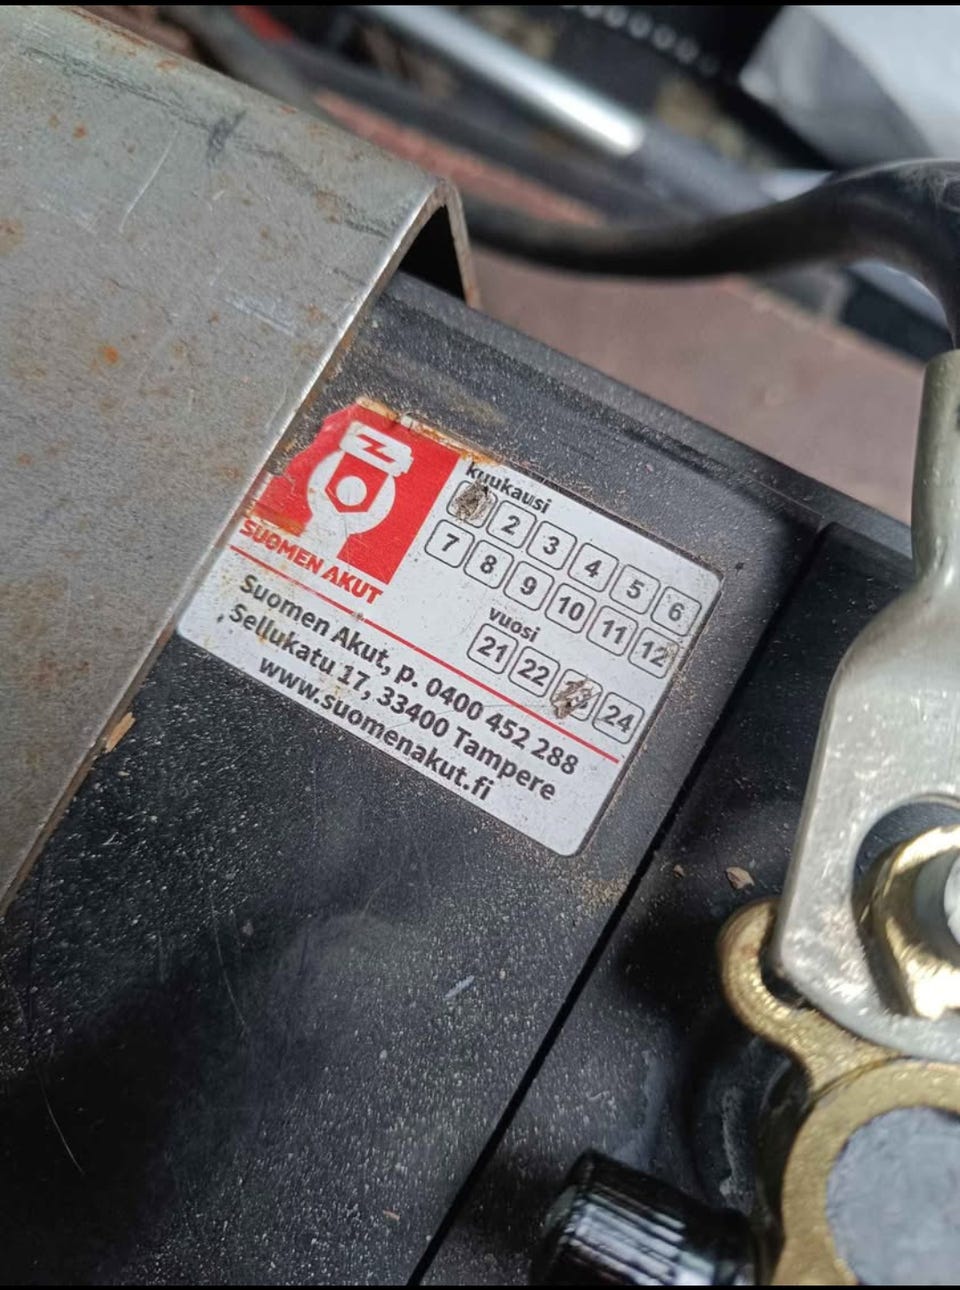 SUOMEN AKUT
kuukausi
2 3 4 5 6
7 8 9 10 11 12
vuosi
21 22 24
Suomen Akut, p. 0400 452 288
Sellukatu 17, 33400 Tampere
www.suomenakut.fi